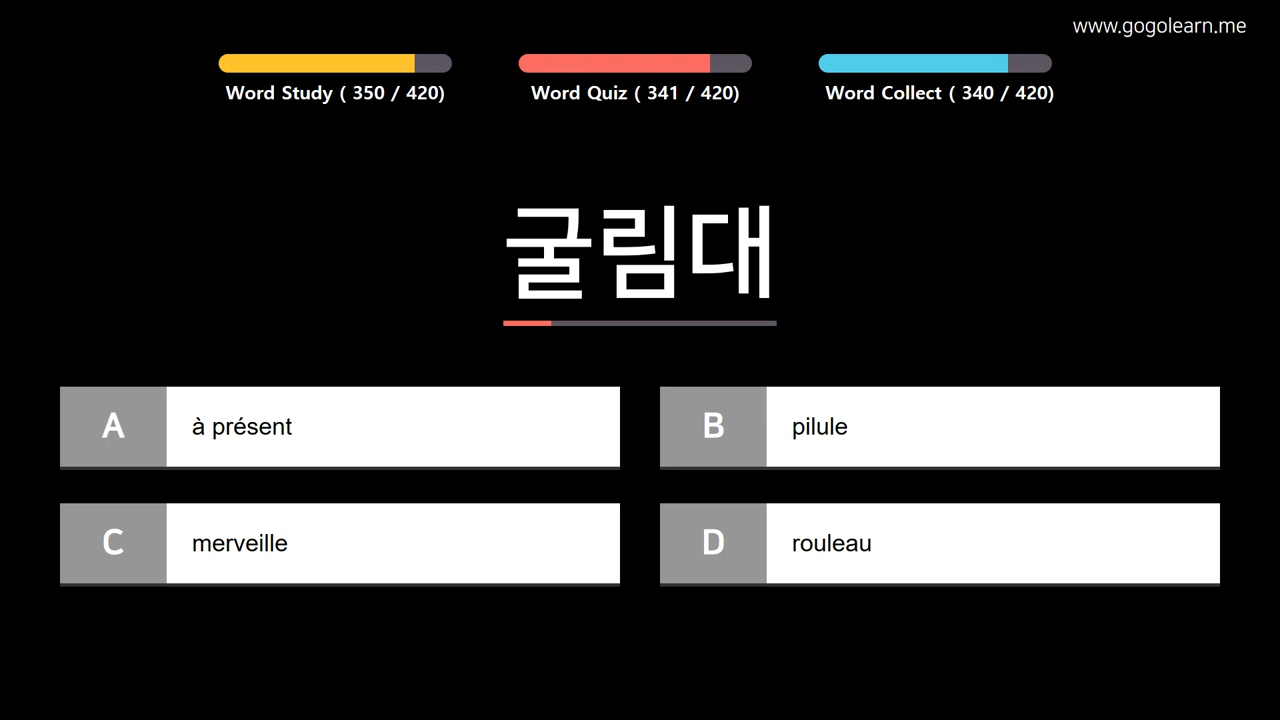 www.gogolearn.me
Word Study ( 350 / 420)
Word Quiz ( 341 / 420)
Word Collect ( 340 / 420)
굴림대
A à présent
B pilule
C merveille
D rouleau